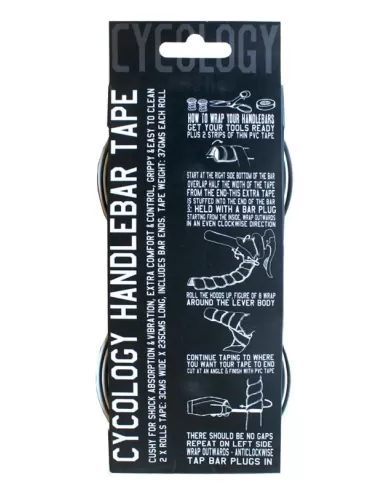 CYCOLOGY
CYCOLOGY HANDLEBAR TAPE
CUSHY FOR SHOCK ABSORPTION & VIBRATION, EXTRA COMFORT & CONTROL, GRIPPY & EASY TO CLEAN
2 X ROLLS TAPE: 3CMS WIDE X 235CMS LONG, INCLUDES BAR ENDS. TAPE WEIGHT: 37GMS EACH ROLL
HOW TO WRAP YOUR HANDLEBARS
GET YOUR TOOLS READY
PLUS 2 STRIPS OF THIN PVC TAPE
START AT THE RIGHT SIDE BOTTOM OF THE BAR
OVERLAP HALF THE WIDTH OF THE TAPE
FROM THE END-THIS EXTRA TAPE
IS STUFFED INTO THE END OF THE BAR
& HELD WITH A BAR PLUG
STARTING FROM THE INSIDE, WRAP OUTWARDS
IN AN EVEN CLOCKWISE DIRECTION
ROLL THE HOODS UP, FIGURE OF 8 WRAP
AROUND THE LEVER BODY
CONTINUE TAPING TO WHERE
YOU WANT YOUR TAPE TO END
CUT AT AN ANGLE & FINISH WITH PVC TAPE
THERE SHOULD BE NO GAPS
REPEAT ON LEFT SIDE
WRAP OUTWARDS - ANTICLOCKWISE
TAP BAR PLUGS IN